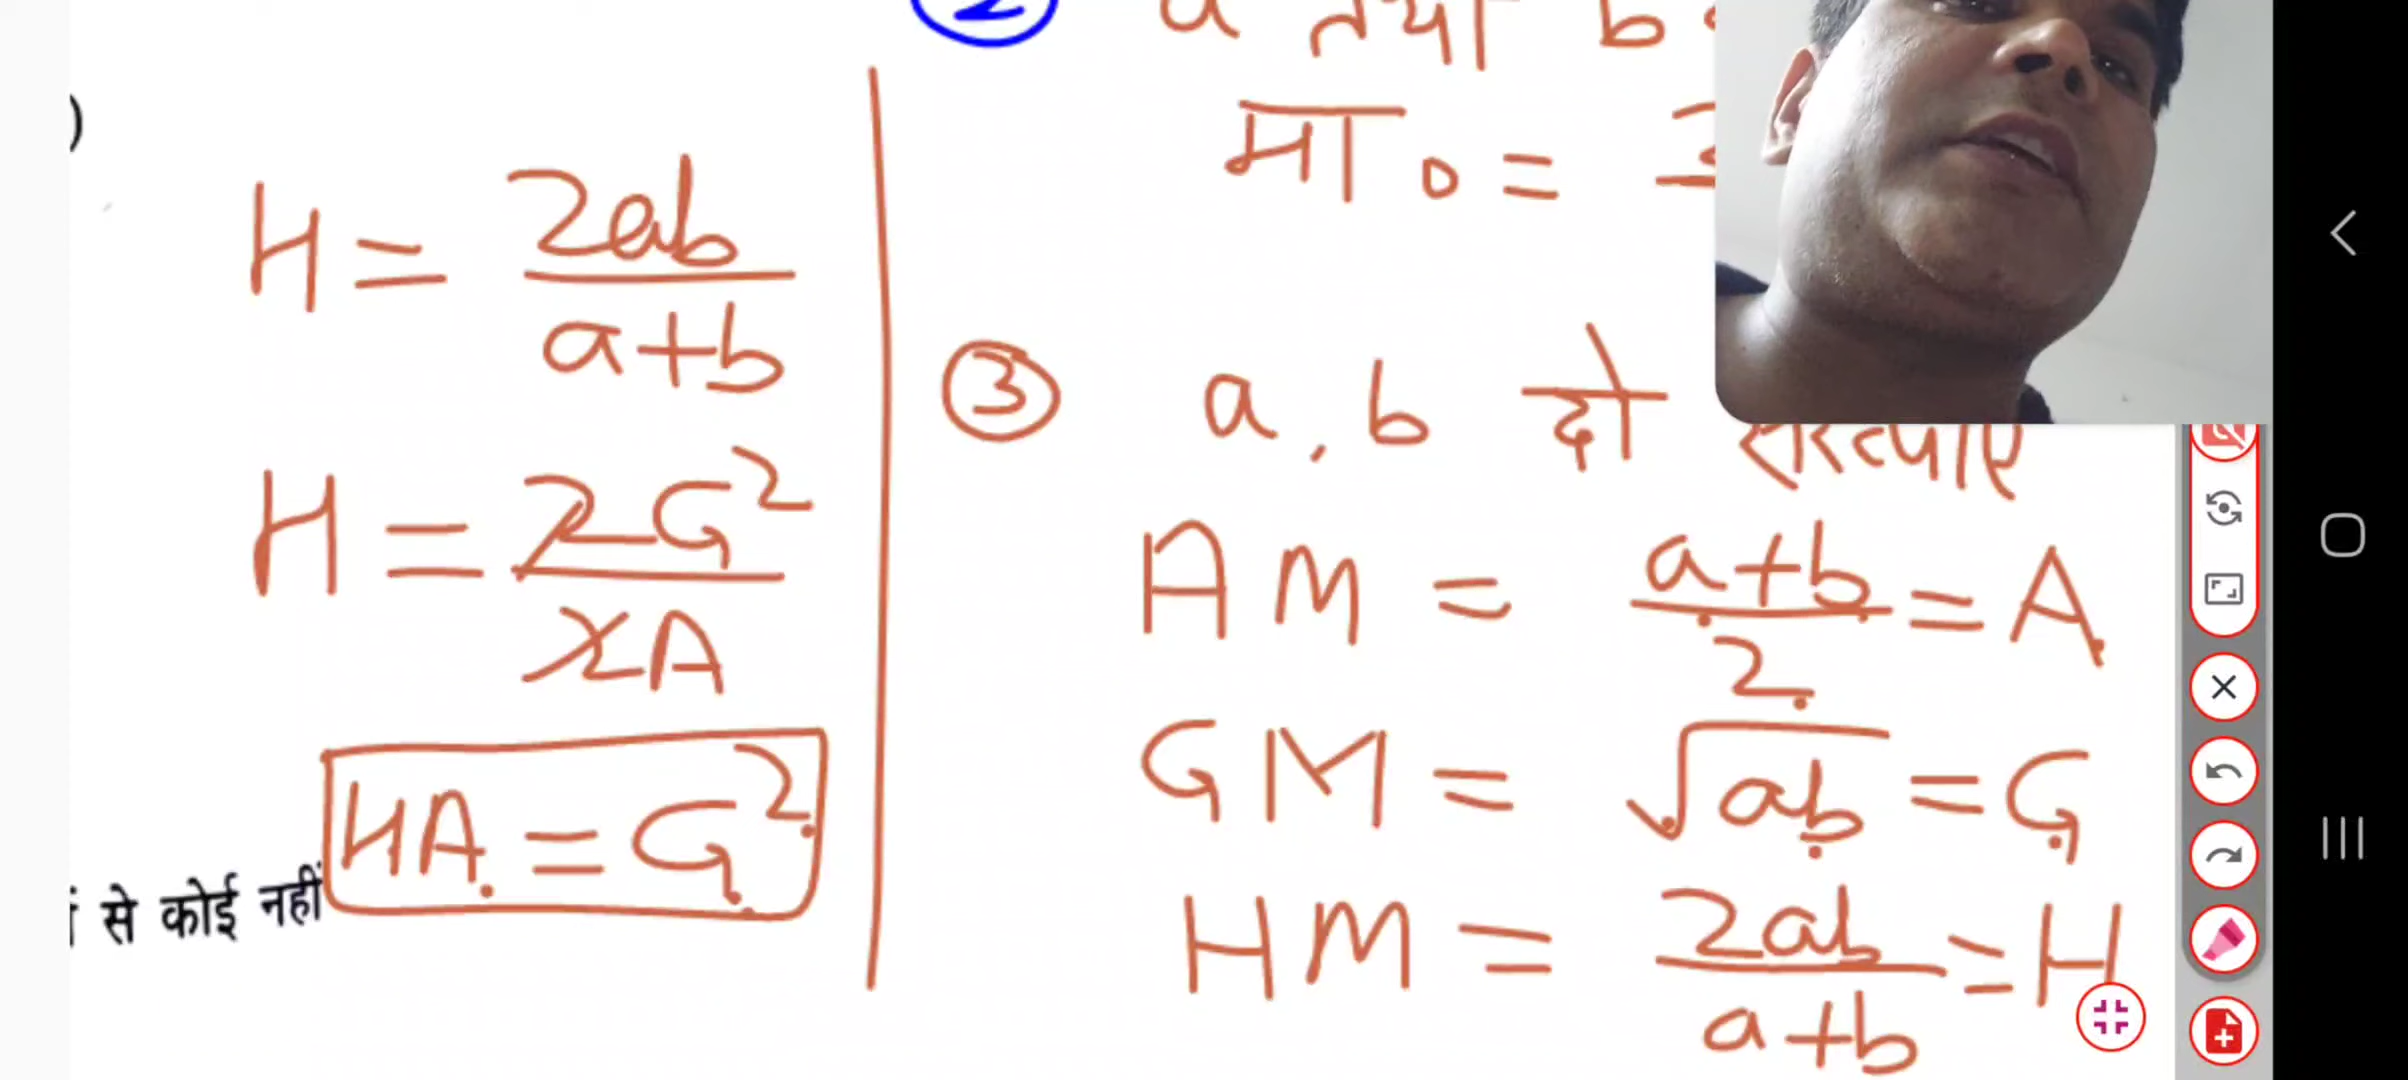 )
H = 2ab / a+b
H = 2G² / 2A
HA = G²
से कोई नहीं
② a तथा b
मा० =
③ a, b दो संख्याएं
AM = a+b / 2 = A
GM = √ab = G
HM = 2ab / a+b = H